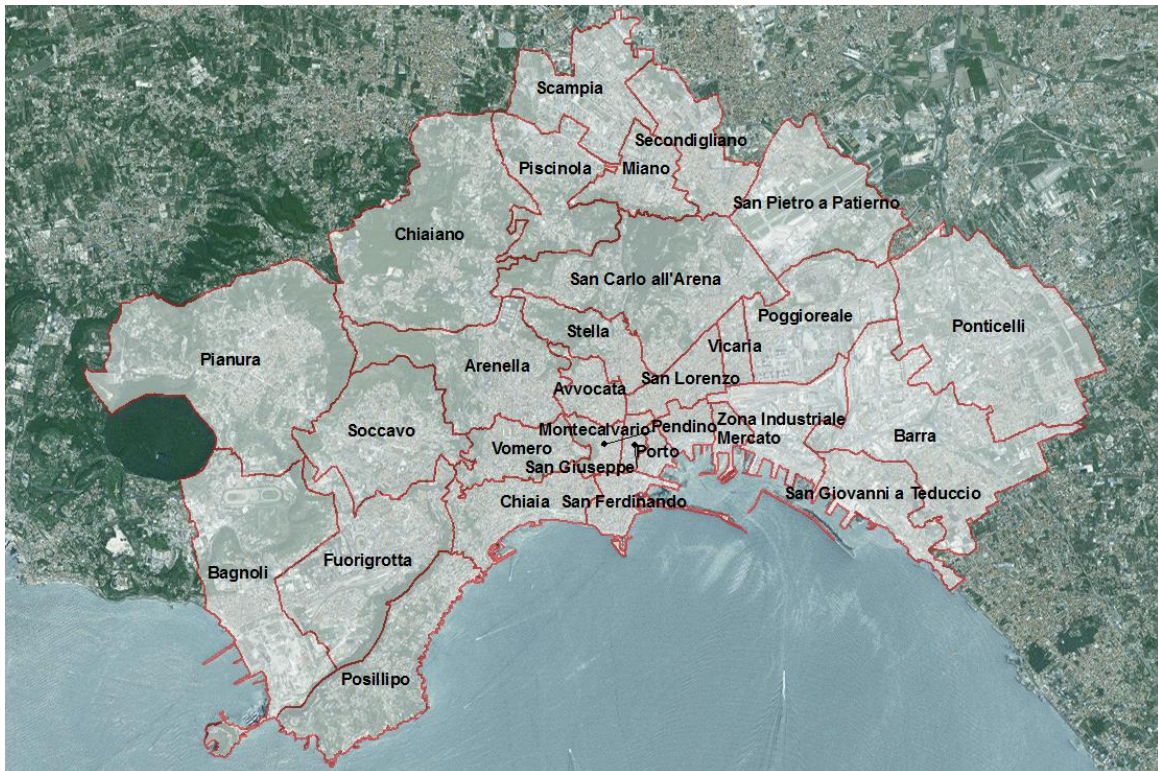 Scampia
Secondigliano
Piscinola
Miano
San Pietro a Patierno
Chiaiano
San Carlo all'Arena
Poggioreale
Ponticelli
Stella
Vicaria
Pianura
Arenella
San Lorenzo
Avvocata
Zona Industriale
Montecalvario
Pendino
Soccavo
Mercato
Barra
Vomero
Porto
San Giuseppe
San Giovanni a Teduccio
Chiaia
San Ferdinando
Fuorigrotta
Bagnoli
Posillipo